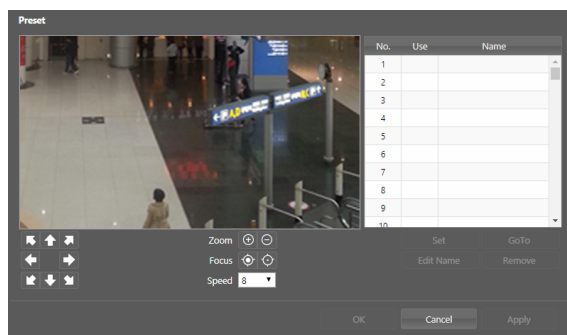 Preset
No. Use Name
1
2
3
4
5
6
7
8
9
10
Zoom
Focus
Speed 8
Set GoTo
Edit Name Remove
OK Cancel Apply